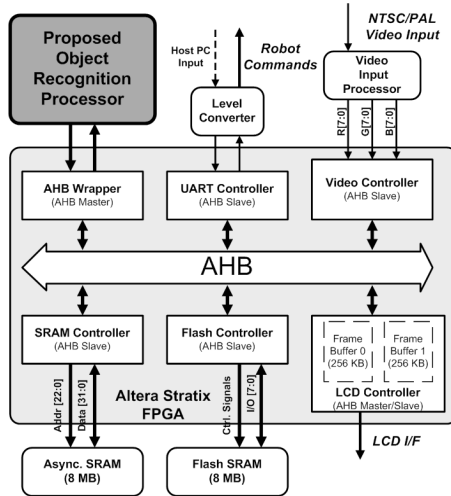 Proposed
Object
Recognition
Processor
Host PC
Input
Robot
Commands
Level
Converter
NTSC/PAL
Video Input
Video
Input
Processor
R[7:0]
G[7:0]
B[7:0]
AHB Wrapper
(AHB Master)
UART Controller
(AHB Slave)
Video Controller
(AHB Slave)
AHB
SRAM Controller
(AHB Slave)
Flash Controller
(AHB Slave)
Frame
Buffer 0
(256 KB)
Frame
Buffer 1
(256 KB)
LCD Controller
(AHB Master/Slave)
Addr [22:0]
Data [31:0]
Altera Stratix
FPGA
Ctrl. Signals
I/O [7:0]
LCD I/F
Async. SRAM
(8 MB)
Flash SRAM
(8 MB)